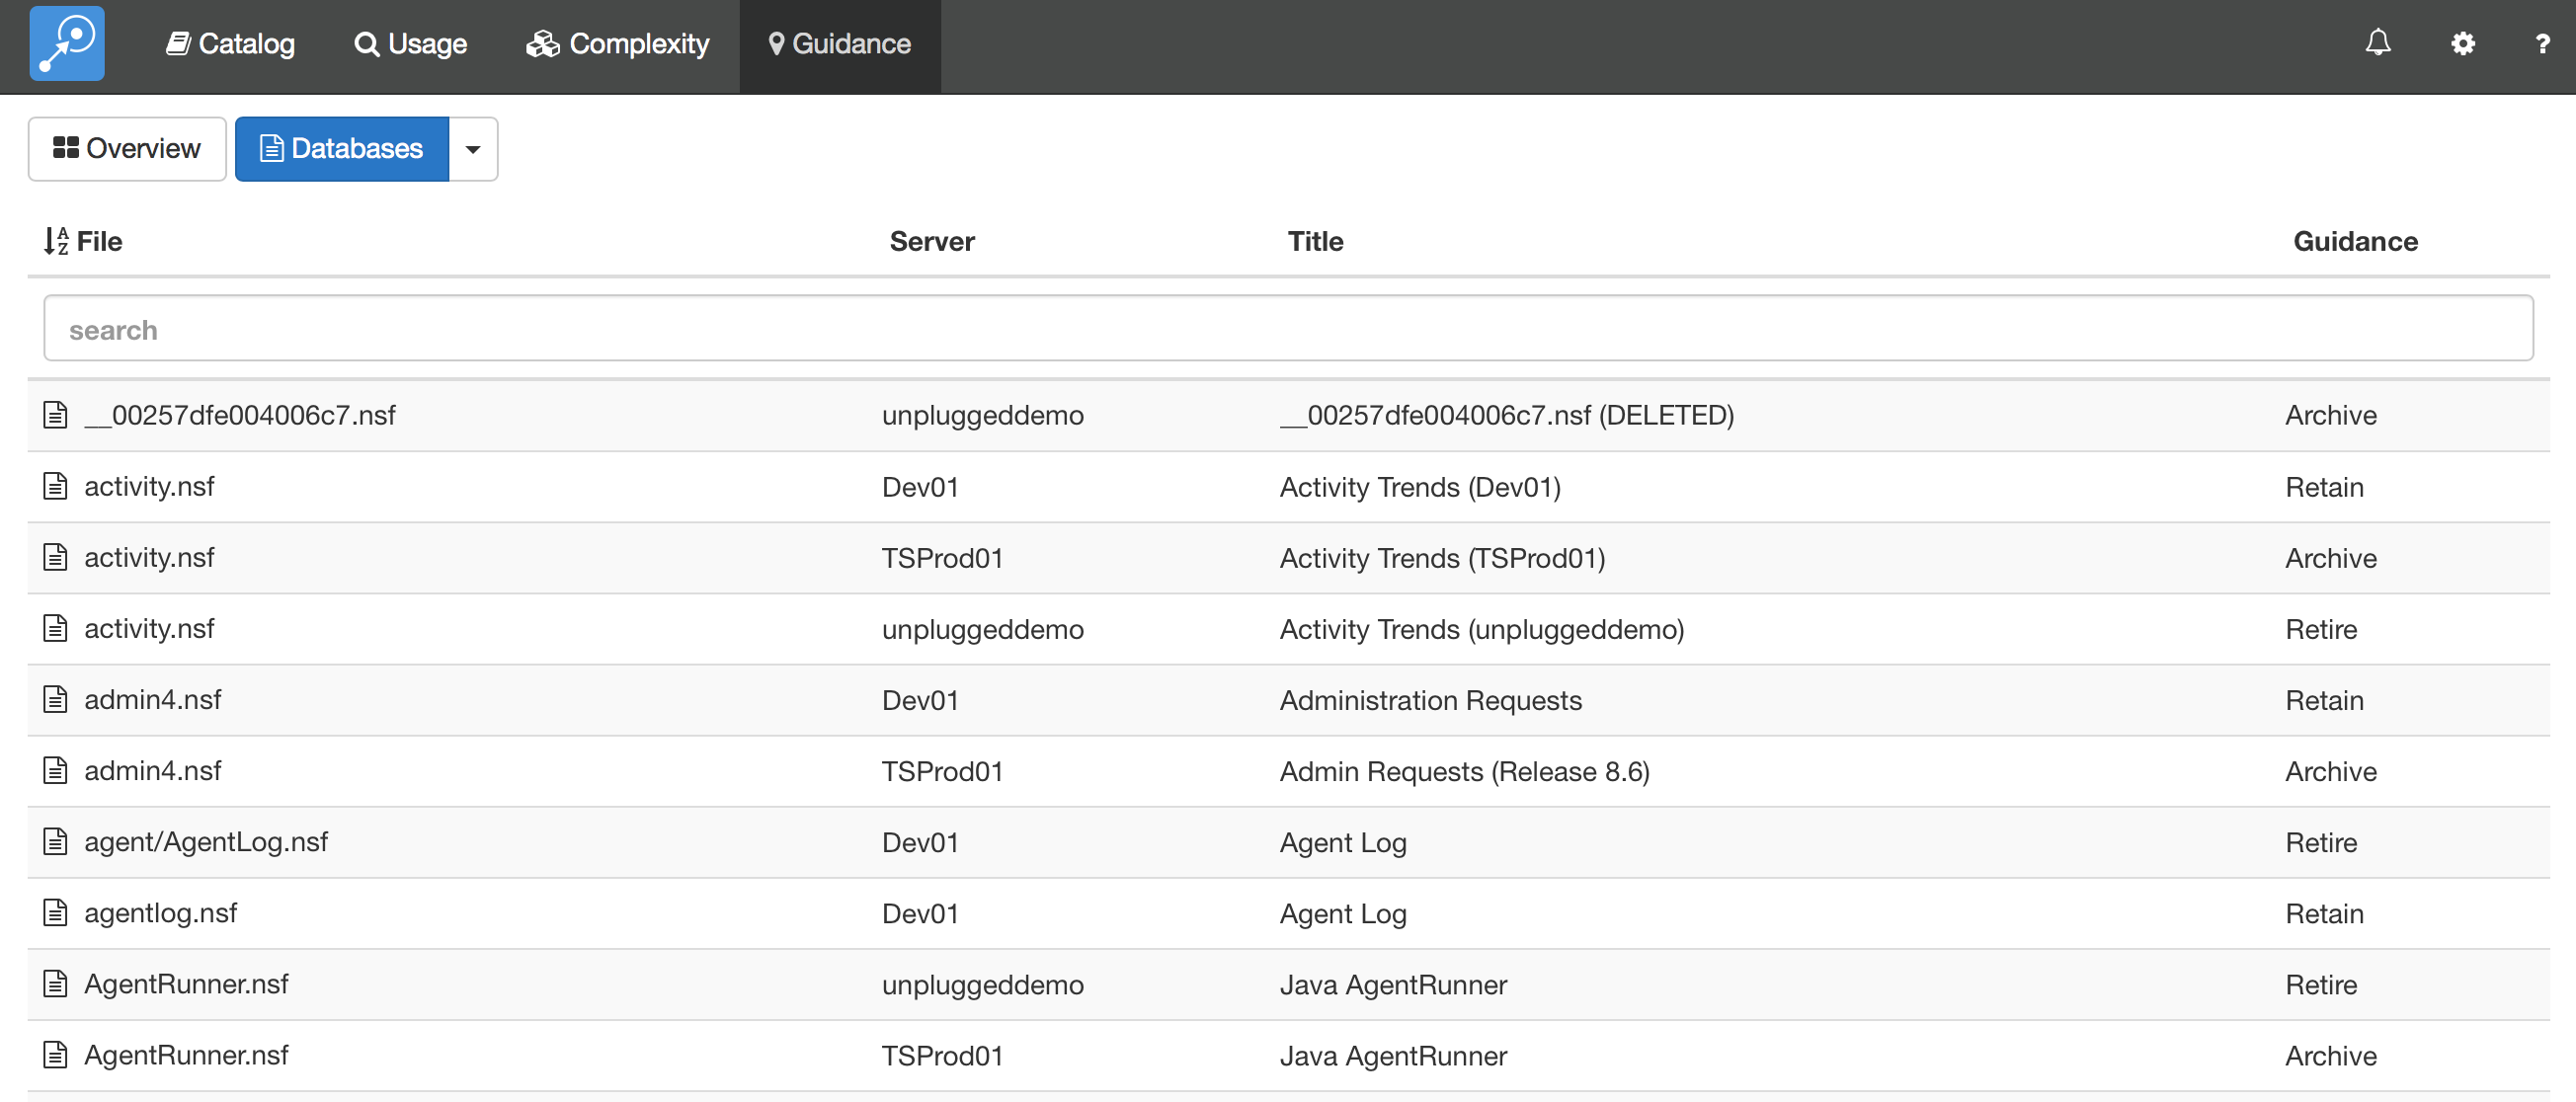 Catalog Usage Complexity Guidance ?
Overview Databases
File Server Title Guidance
search
__00257dfe004006c7.nsf unpluggeddemo __00257dfe004006c7.nsf (DELETED) Archive
activity.nsf Dev01 Activity Trends (Dev01) Retain
activity.nsf TSProd01 Activity Trends (TSProd01) Archive
activity.nsf unpluggeddemo Activity Trends (unpluggeddemo) Retire
admin4.nsf Dev01 Administration Requests Retain
admin4.nsf TSProd01 Admin Requests (Release 8.6) Archive
agent/AgentLog.nsf Dev01 Agent Log Retire
agentlog.nsf Dev01 Agent Log Retain
AgentRunner.nsf unpluggeddemo Java AgentRunner Retire
AgentRunner.nsf TSProd01 Java AgentRunner Archive